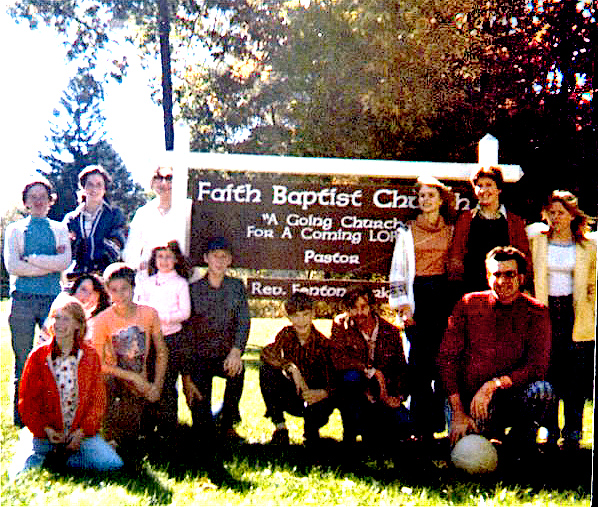 Faith Baptist Church
"A Going Church
For A Coming LORD
Pastor
Rev. Fenton